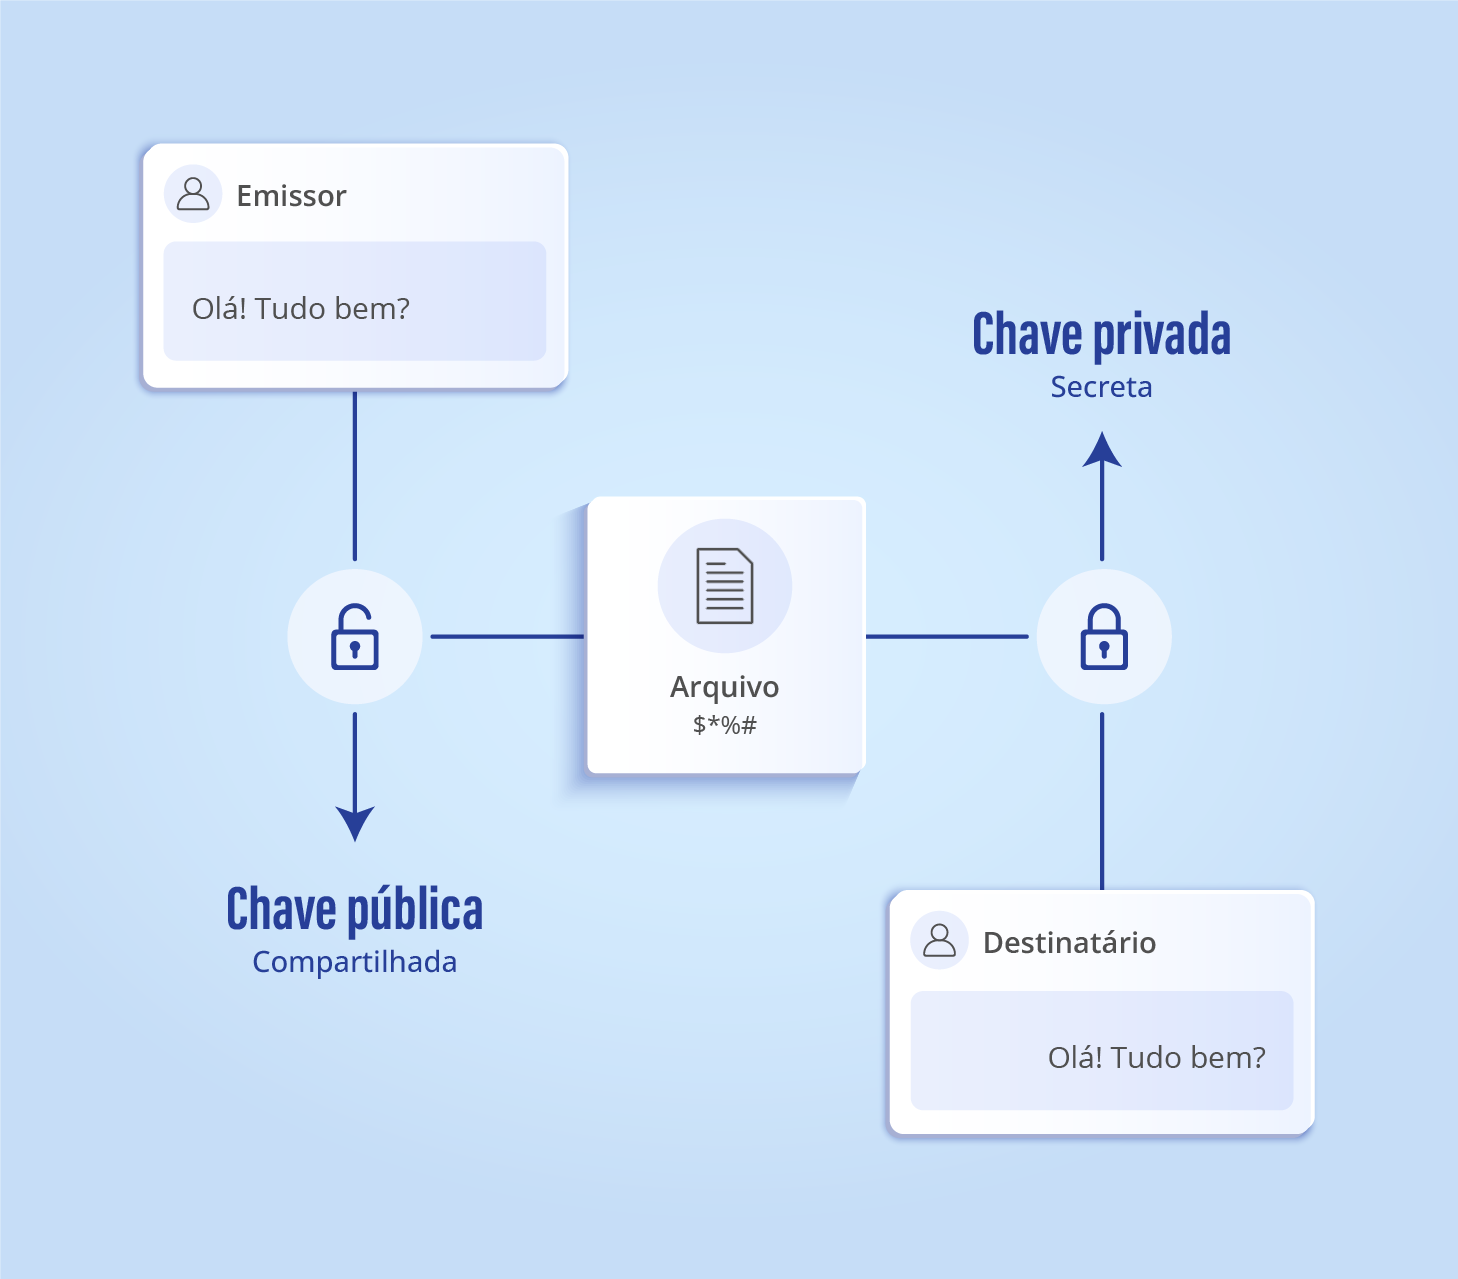 Emissor
Olá! Tudo bem?
Chave privada
Secreta
Arquivo
$*%#
Chave pública
Compartilhada
Destinatário
Olá! Tudo bem?